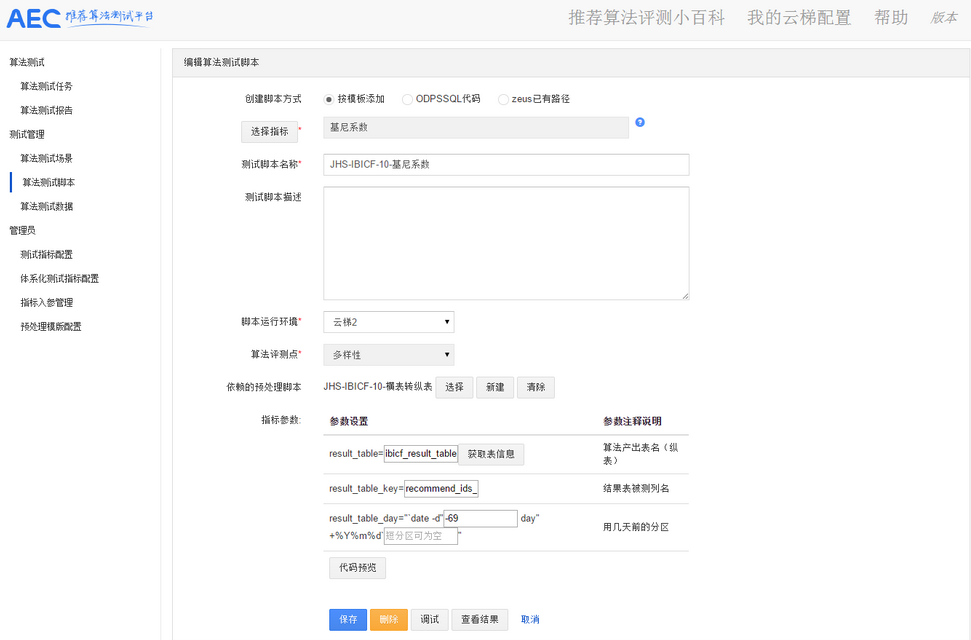 AEC 推荐算法测试平台
推荐算法评测小百科 我的云梯配置 帮助 版本
算法测试
算法测试任务
算法测试报告
测试管理
算法测试场景
算法测试脚本
算法测试数据
管理员
测试指标配置
体系化测试指标配置
指标入参管理
预处理模版配置
编辑算法测试脚本
创建脚本方式 按模板添加 ODPSSQL代码 zeus已有路径
选择指标 * 基尼系数 ?
测试脚本名称* JHS-IBICF-10-基尼系数
测试脚本描述
脚本运行环境* 云梯2
算法评测点* 多样性
依赖的预处理脚本 JHS-IBICF-10-横表转纵表 选择 新建 清除
指标参数: 参数设置 参数注释说明
result_table= ibicf_result_table 获取表信息 算法产出表名（纵
表）
result_table_key= recommend_ids_ 结果表被测列名
result_table_day="`date -d" -69 day"
+%Y%m%d` 短分区可为空 " 用几天前的分区
代码预览
保存 删除 调试 查看结果 取消